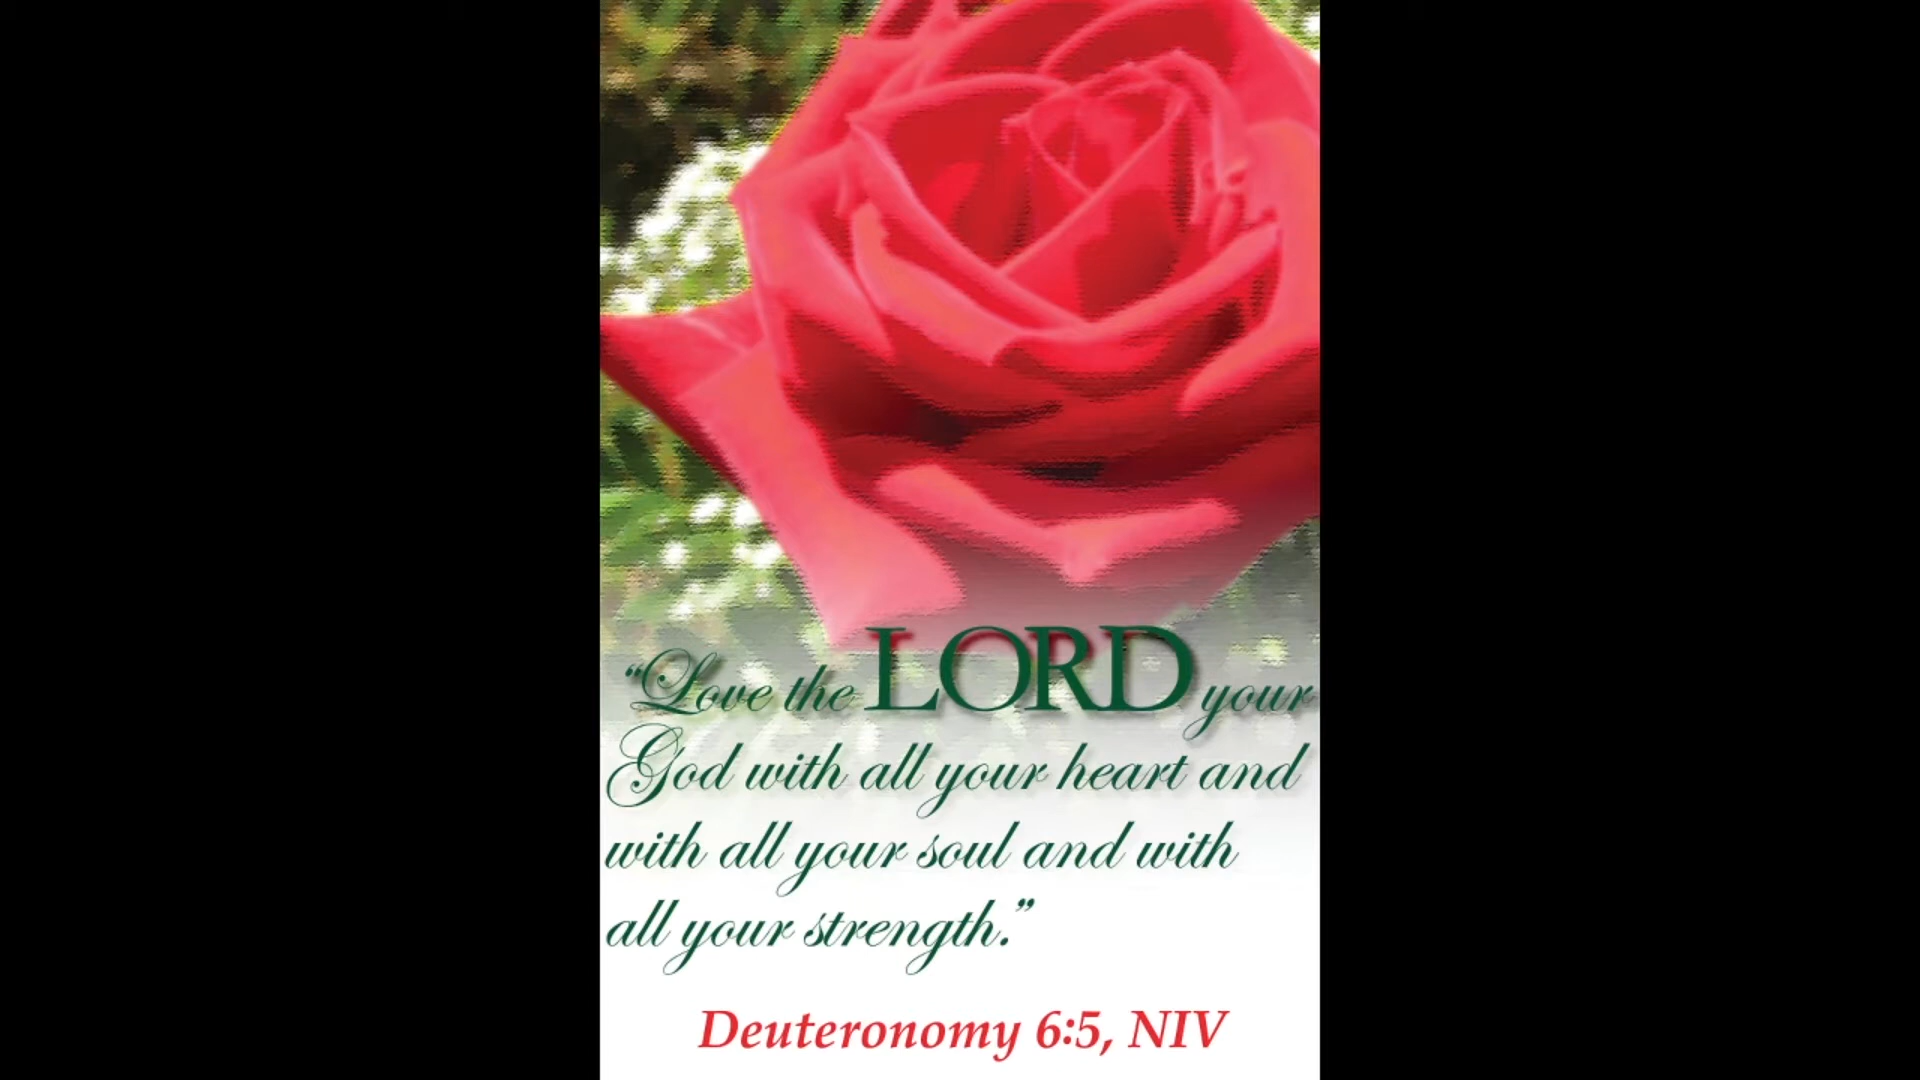 “Love the LORD your
God with all your heart and
with all your soul and with
all your strength.”
Deuteronomy 6:5, NIV